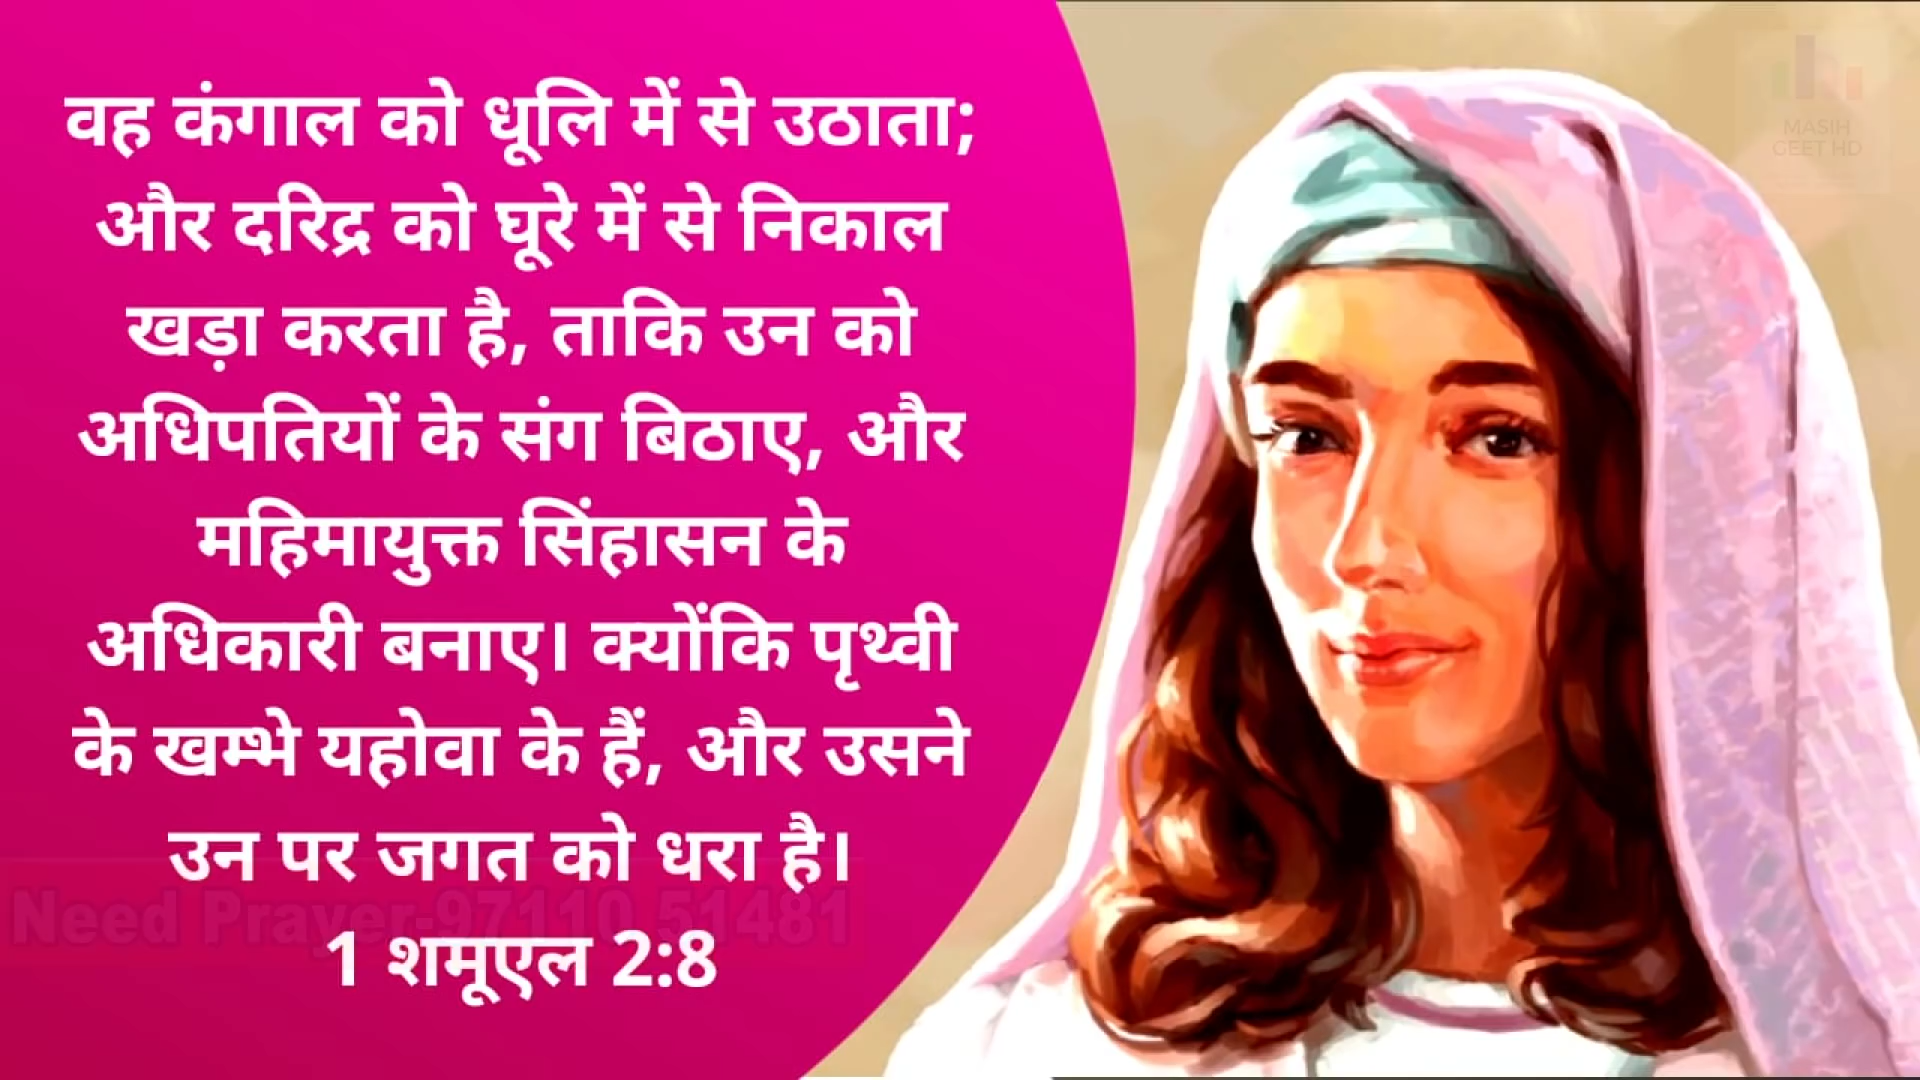 वह कंगाल को धूलि में से उठाता;
और दरिद्र को घूरे में से निकाल
खड़ा करता है, ताकि उन को
अधिपतियों के संग बिठाए, और
महिमायुक्त सिंहासन के
अधिकारी बनाए। क्योंकि पृथ्वी
के खम्भे यहोवा के हैं, और उसने
उन पर जगत को धरा है।
Need Prayer-97110 51481
1 शमूएल 2:8
MASIH
GEET HD